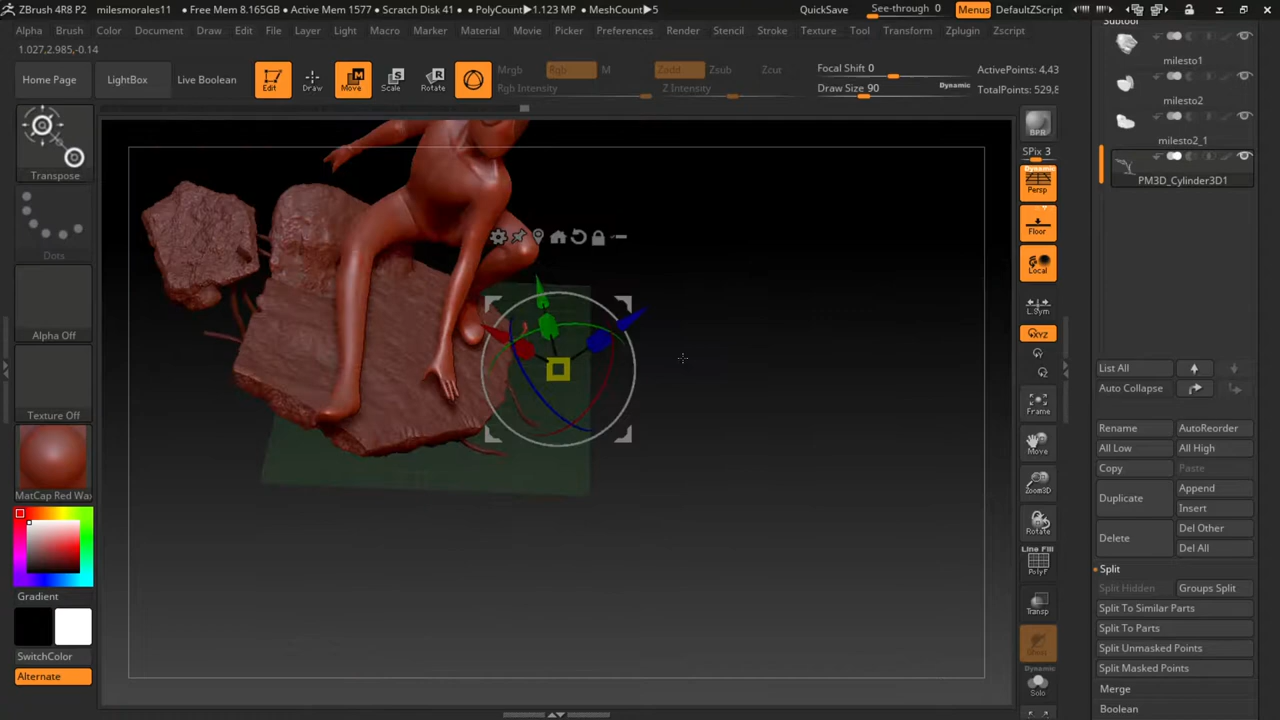 ZBrush 4R8 P2 milesmorales11 ● Free Mem 8.165GB ● Active Mem 1577 ● Scratch Disk 41 ● PolyCount▶1.123 MP ● MeshCount▶5 QuickSave See-through 0 Menus DefaultZScript
Alpha Brush Color Document Draw Edit File Layer Light Macro Marker Material Movie Picker Preferences Render Stencil Stroke Texture Tool Transform Zplugin Zscript
1.027,2.985,-0.14
Home Page LightBox Live Boolean Edit Draw Move Scale Rotate
Mrgb Rgb M Zadd Zsub Zcut
Rgb Intensity Z Intensity
Focal Shift 0
Draw Size 90 Dynamic
ActivePoints: 4,43
TotalPoints: 529,8
Transpose
Dots
Alpha Off
Texture Off
MatCap Red Wax
Gradient
SwitchColor
Alternate
BPR
SPix 3
Dynamic
Persp
Floor
Local
L.Sym
XYZ
Frame
Move
Zoom3D
Rotate
Line Fill
PolyF
Transp
Ghost
Dynamic
Solo
Subtool
milesto1
milesto2
milesto2_1
PM3D_Cylinder3D1
List All
Auto Collapse
Rename AutoReorder
All Low All High
Copy Paste
Duplicate Append
Insert
Delete Del Other
Del All
Split
Split Hidden Groups Split
Split To Similar Parts
Split To Parts
Split Unmasked Points
Split Masked Points
Merge
Boolean